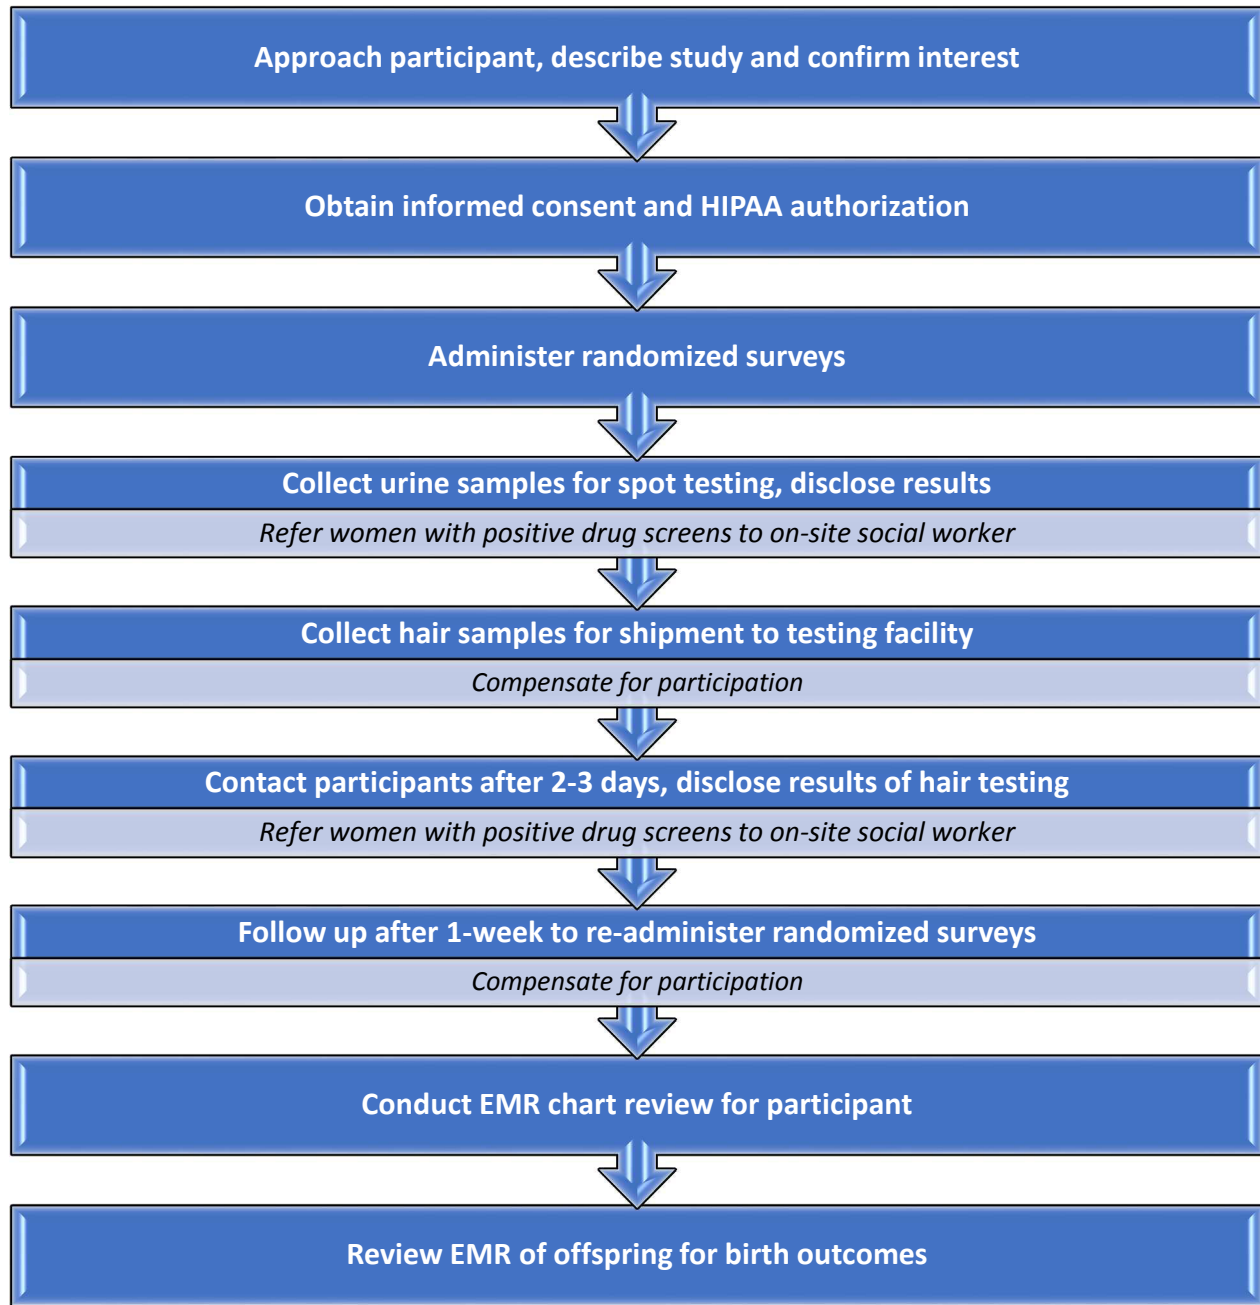 Approach participant, describe study and confirm interest
Obtain informed consent and HIPAA authorization
Administer randomized surveys
Collect urine samples for spot testing, disclose results
Refer women with positive drug screens to on-site social worker
Collect hair samples for shipment to testing facility
Compensate for participation
Contact participants after 2-3 days, disclose results of hair testing
Refer women with positive drug screens to on-site social worker
Follow up after 1-week to re-administer randomized surveys
Compensate for participation
Conduct EMR chart review for participant
Review EMR of offspring for birth outcomes